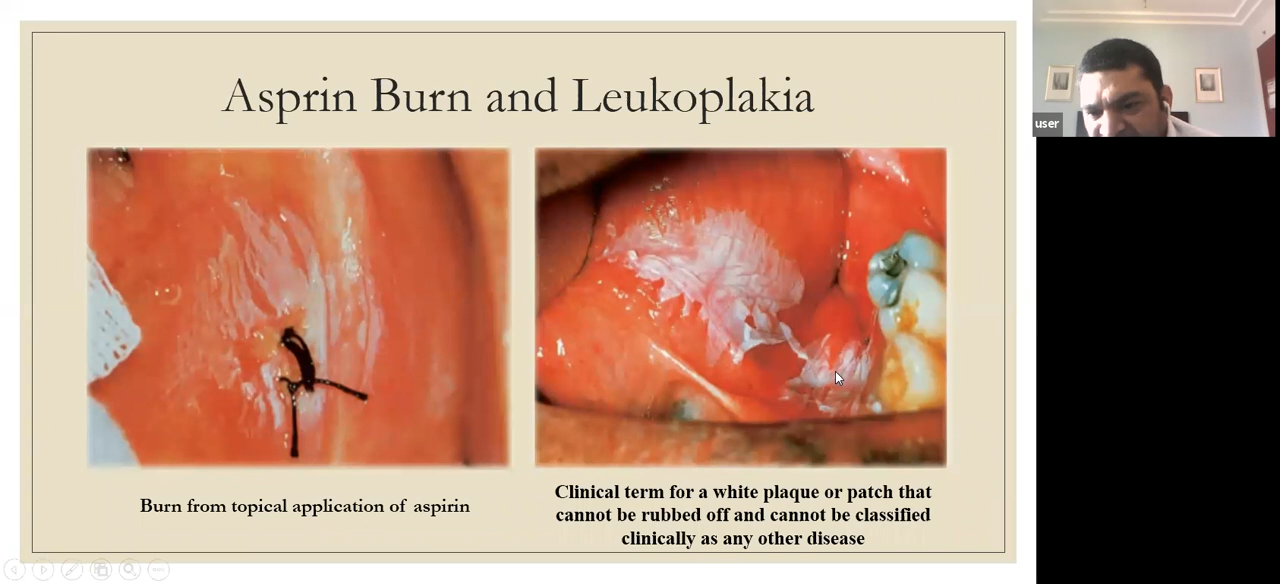 Asprin Burn and Leukoplakia
user
Burn from topical application of aspirin
Clinical term for a white plaque or patch that
cannot be rubbed off and cannot be classified
clinically as any other disease